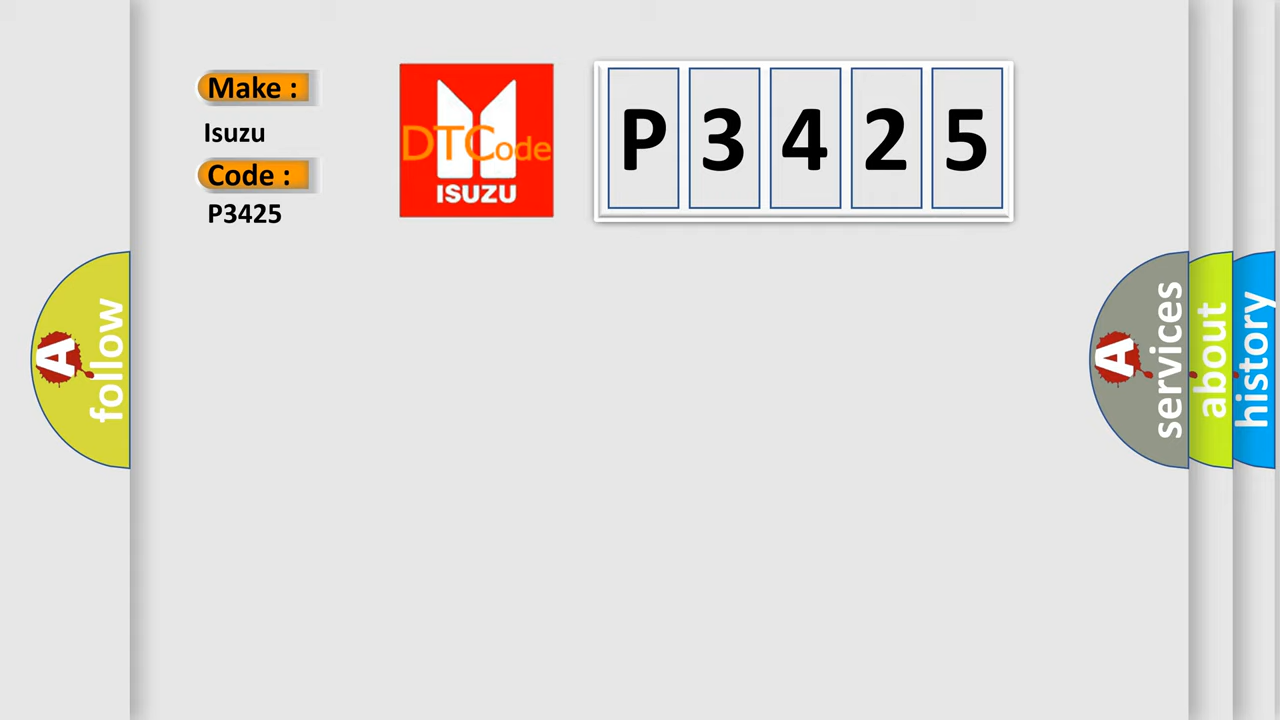 Make :
Isuzu
Code :
P3425
DTCode
ISUZU
P 3 4 2 5
A follow
A services
about
history